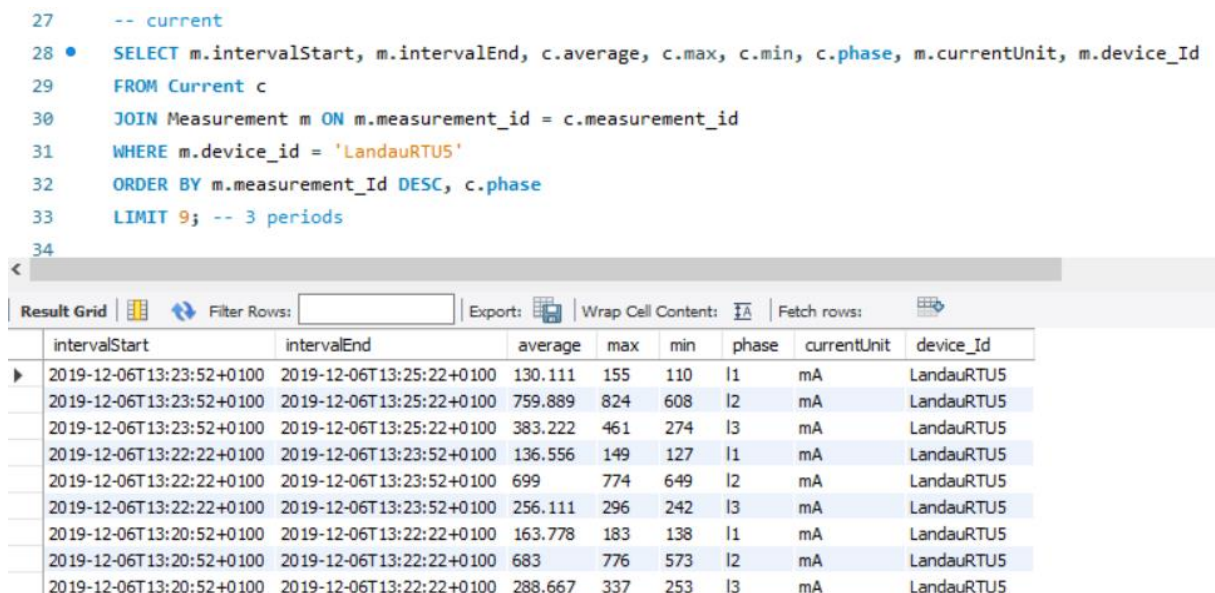 27 -- current
28 SELECT m.intervalStart, m.intervalEnd, c.average, c.max, c.min, c.phase, m.currentUnit, m.device_Id
29 FROM Current c
30 JOIN Measurement m ON m.measurement_id = c.measurement_id
31 WHERE m.device_id = 'LandauRTU5'
32 ORDER BY m.measurement_Id DESC, c.phase
33 LIMIT 9; -- 3 periods
34
Result Grid Filter Rows: Export: Wrap Cell Content: Fetch rows:
intervalStart intervalEnd average max min phase currentUnit device_Id
2019-12-06T13:23:52+0100 2019-12-06T13:25:22+0100 130.111 155 110 l1 mA LandauRTU5
2019-12-06T13:23:52+0100 2019-12-06T13:25:22+0100 759.889 824 608 l2 mA LandauRTU5
2019-12-06T13:23:52+0100 2019-12-06T13:25:22+0100 383.222 461 274 l3 mA LandauRTU5
2019-12-06T13:22:22+0100 2019-12-06T13:23:52+0100 136.556 149 127 l1 mA LandauRTU5
2019-12-06T13:22:22+0100 2019-12-06T13:23:52+0100 699 774 649 l2 mA LandauRTU5
2019-12-06T13:22:22+0100 2019-12-06T13:23:52+0100 256.111 296 242 l3 mA LandauRTU5
2019-12-06T13:20:52+0100 2019-12-06T13:22:22+0100 163.778 183 138 l1 mA LandauRTU5
2019-12-06T13:20:52+0100 2019-12-06T13:22:22+0100 683 776 573 l2 mA LandauRTU5
2019-12-06T13:20:52+0100 2019-12-06T13:22:22+0100 288.667 337 253 l3 mA LandauRTU5